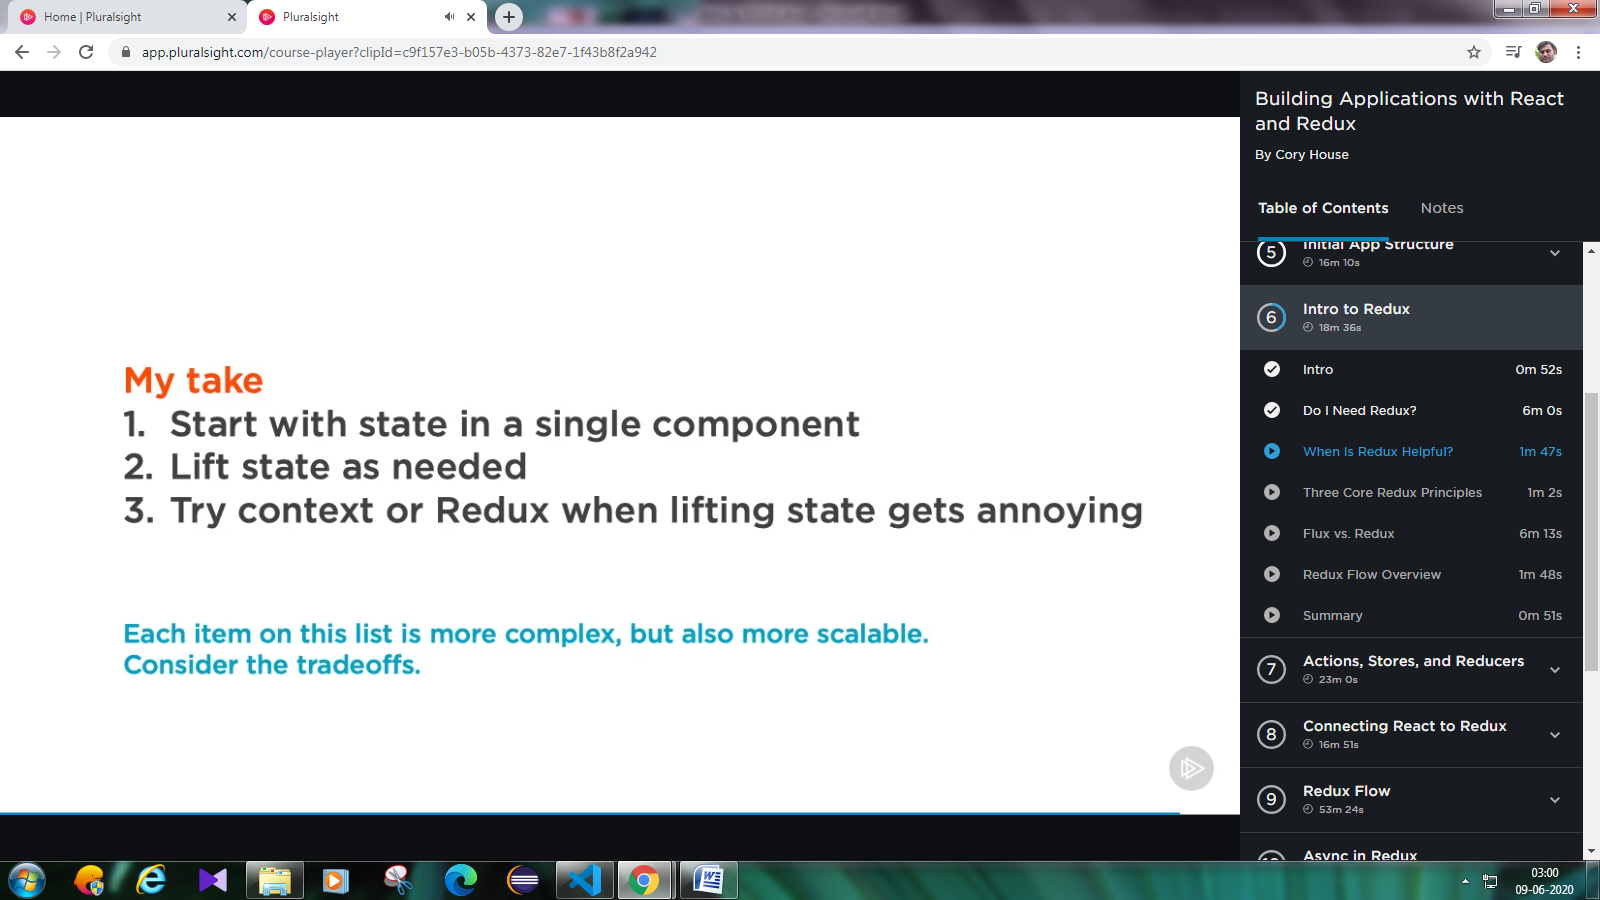 Home | Pluralsight
Pluralsight
app.pluralsight.com/course-player?clipId=c9f157e3-b05b-4373-82e7-1f43b8f2a942
My take
1. Start with state in a single component
2. Lift state as needed
3. Try context or Redux when lifting state gets annoying
Each item on this list is more complex, but also more scalable.
Consider the tradeoffs.
Building Applications with React
and Redux
By Cory House
Table of Contents
Notes
5 Initial App Structure
16m 10s
6 Intro to Redux
18m 36s
Intro 0m 52s
Do I Need Redux? 6m 0s
When Is Redux Helpful? 1m 47s
Three Core Redux Principles 1m 2s
Flux vs. Redux 6m 13s
Redux Flow Overview 1m 48s
Summary 0m 51s
7 Actions, Stores, and Reducers
23m 0s
8 Connecting React to Redux
16m 51s
9 Redux Flow
53m 24s
Async in Redux
03:00
09-06-2020